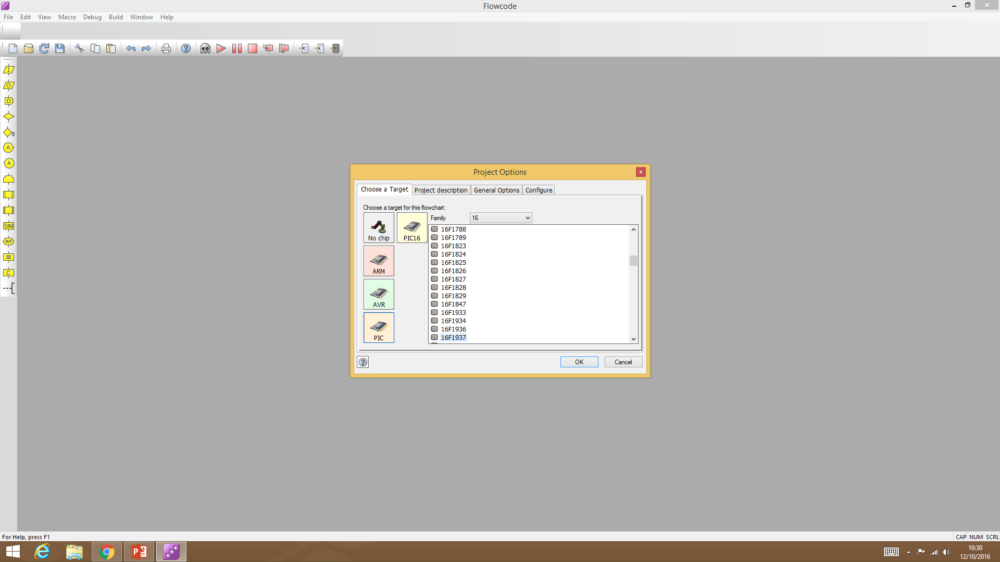 Flowcode
File Edit View Macro Debug Build Window Help
I
O
D
A:
A
SIM
INT
=
C
Project Options
Choose a Target Project description General Options Configure
Choose a target for this flowchart:
Family 16
No chip
PIC16
ARM
AVR
PIC
16F1788
16F1789
16F1823
16F1824
16F1825
16F1826
16F1827
16F1828
16F1829
16F1847
16F1933
16F1934
16F1936
16F1937
OK Cancel
For Help, press F1
CAP NUM SCRL
10:30
12/10/2016